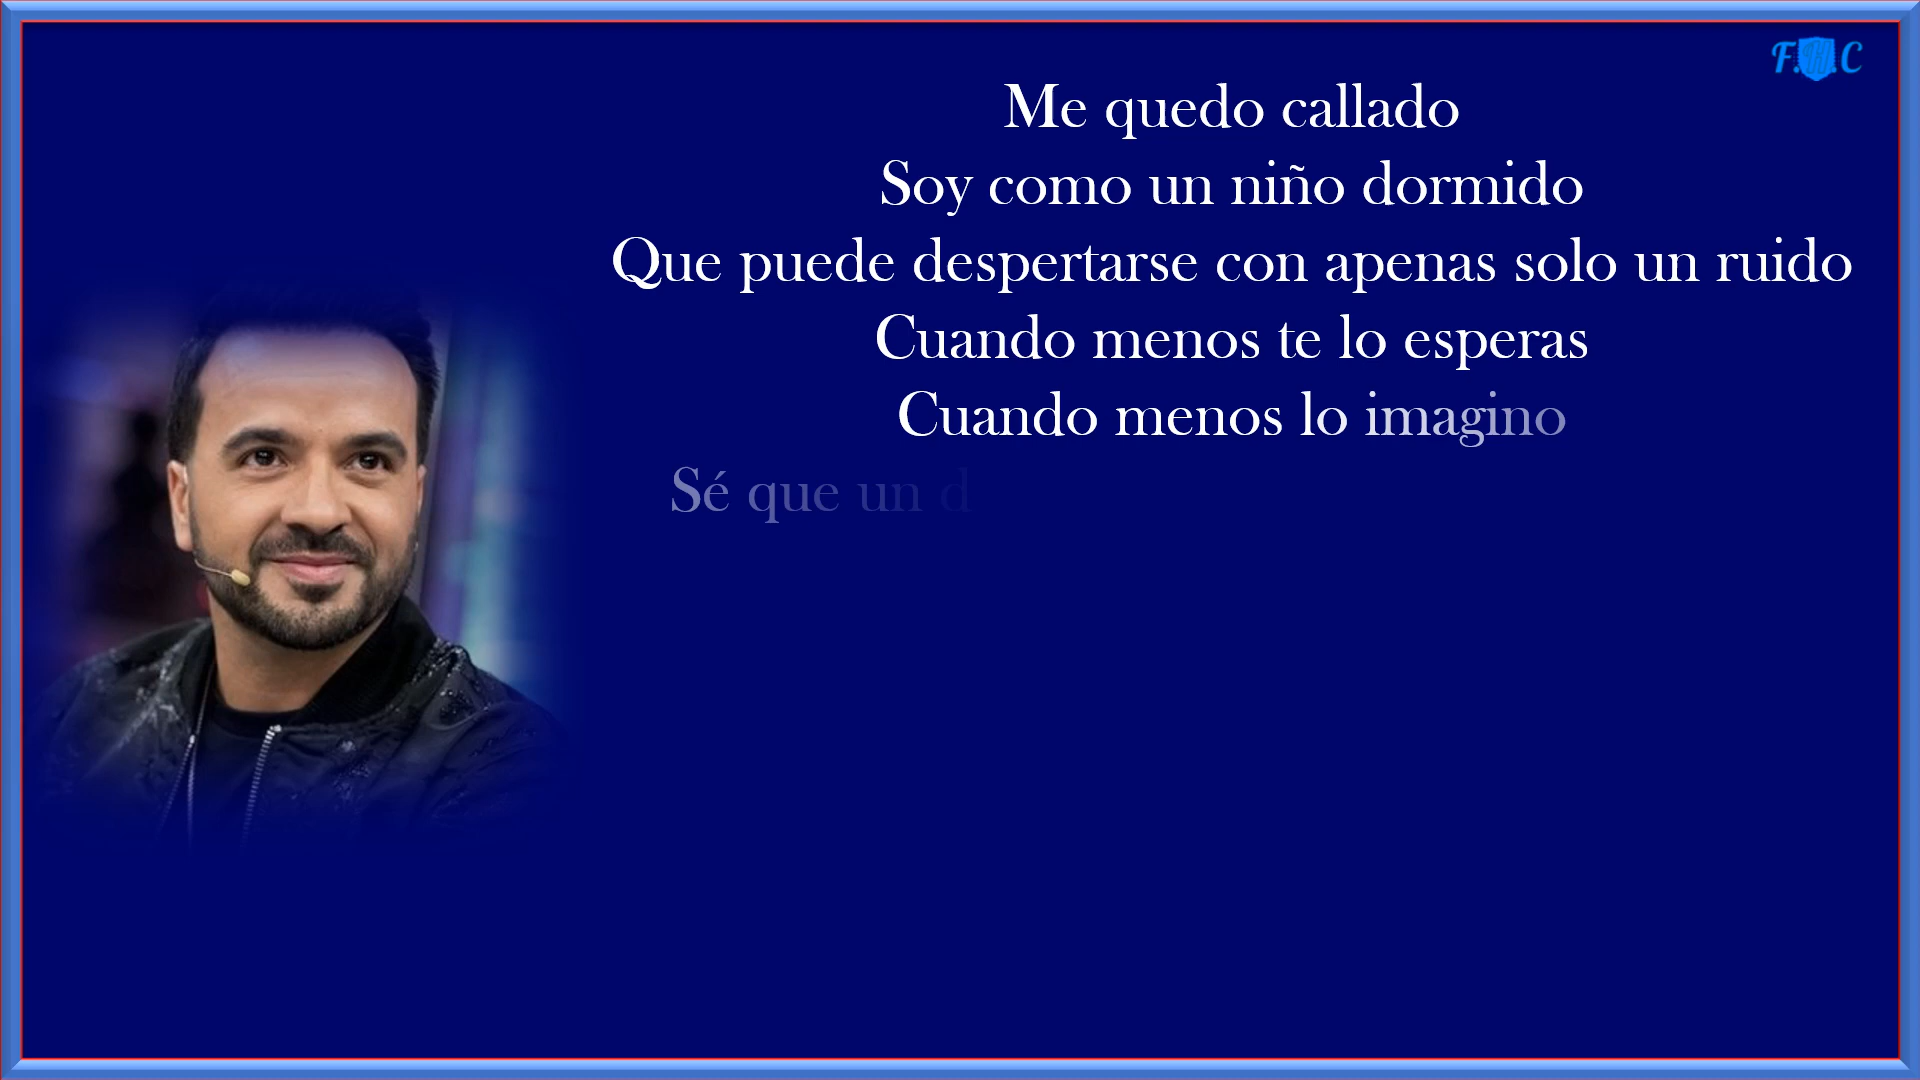 F.H.C
Me quedo callado
Soy como un niño dormido
Que puede despertarse con apenas solo un ruido
Cuando menos te lo esperas
Cuando menos lo imagino
Sé que un d